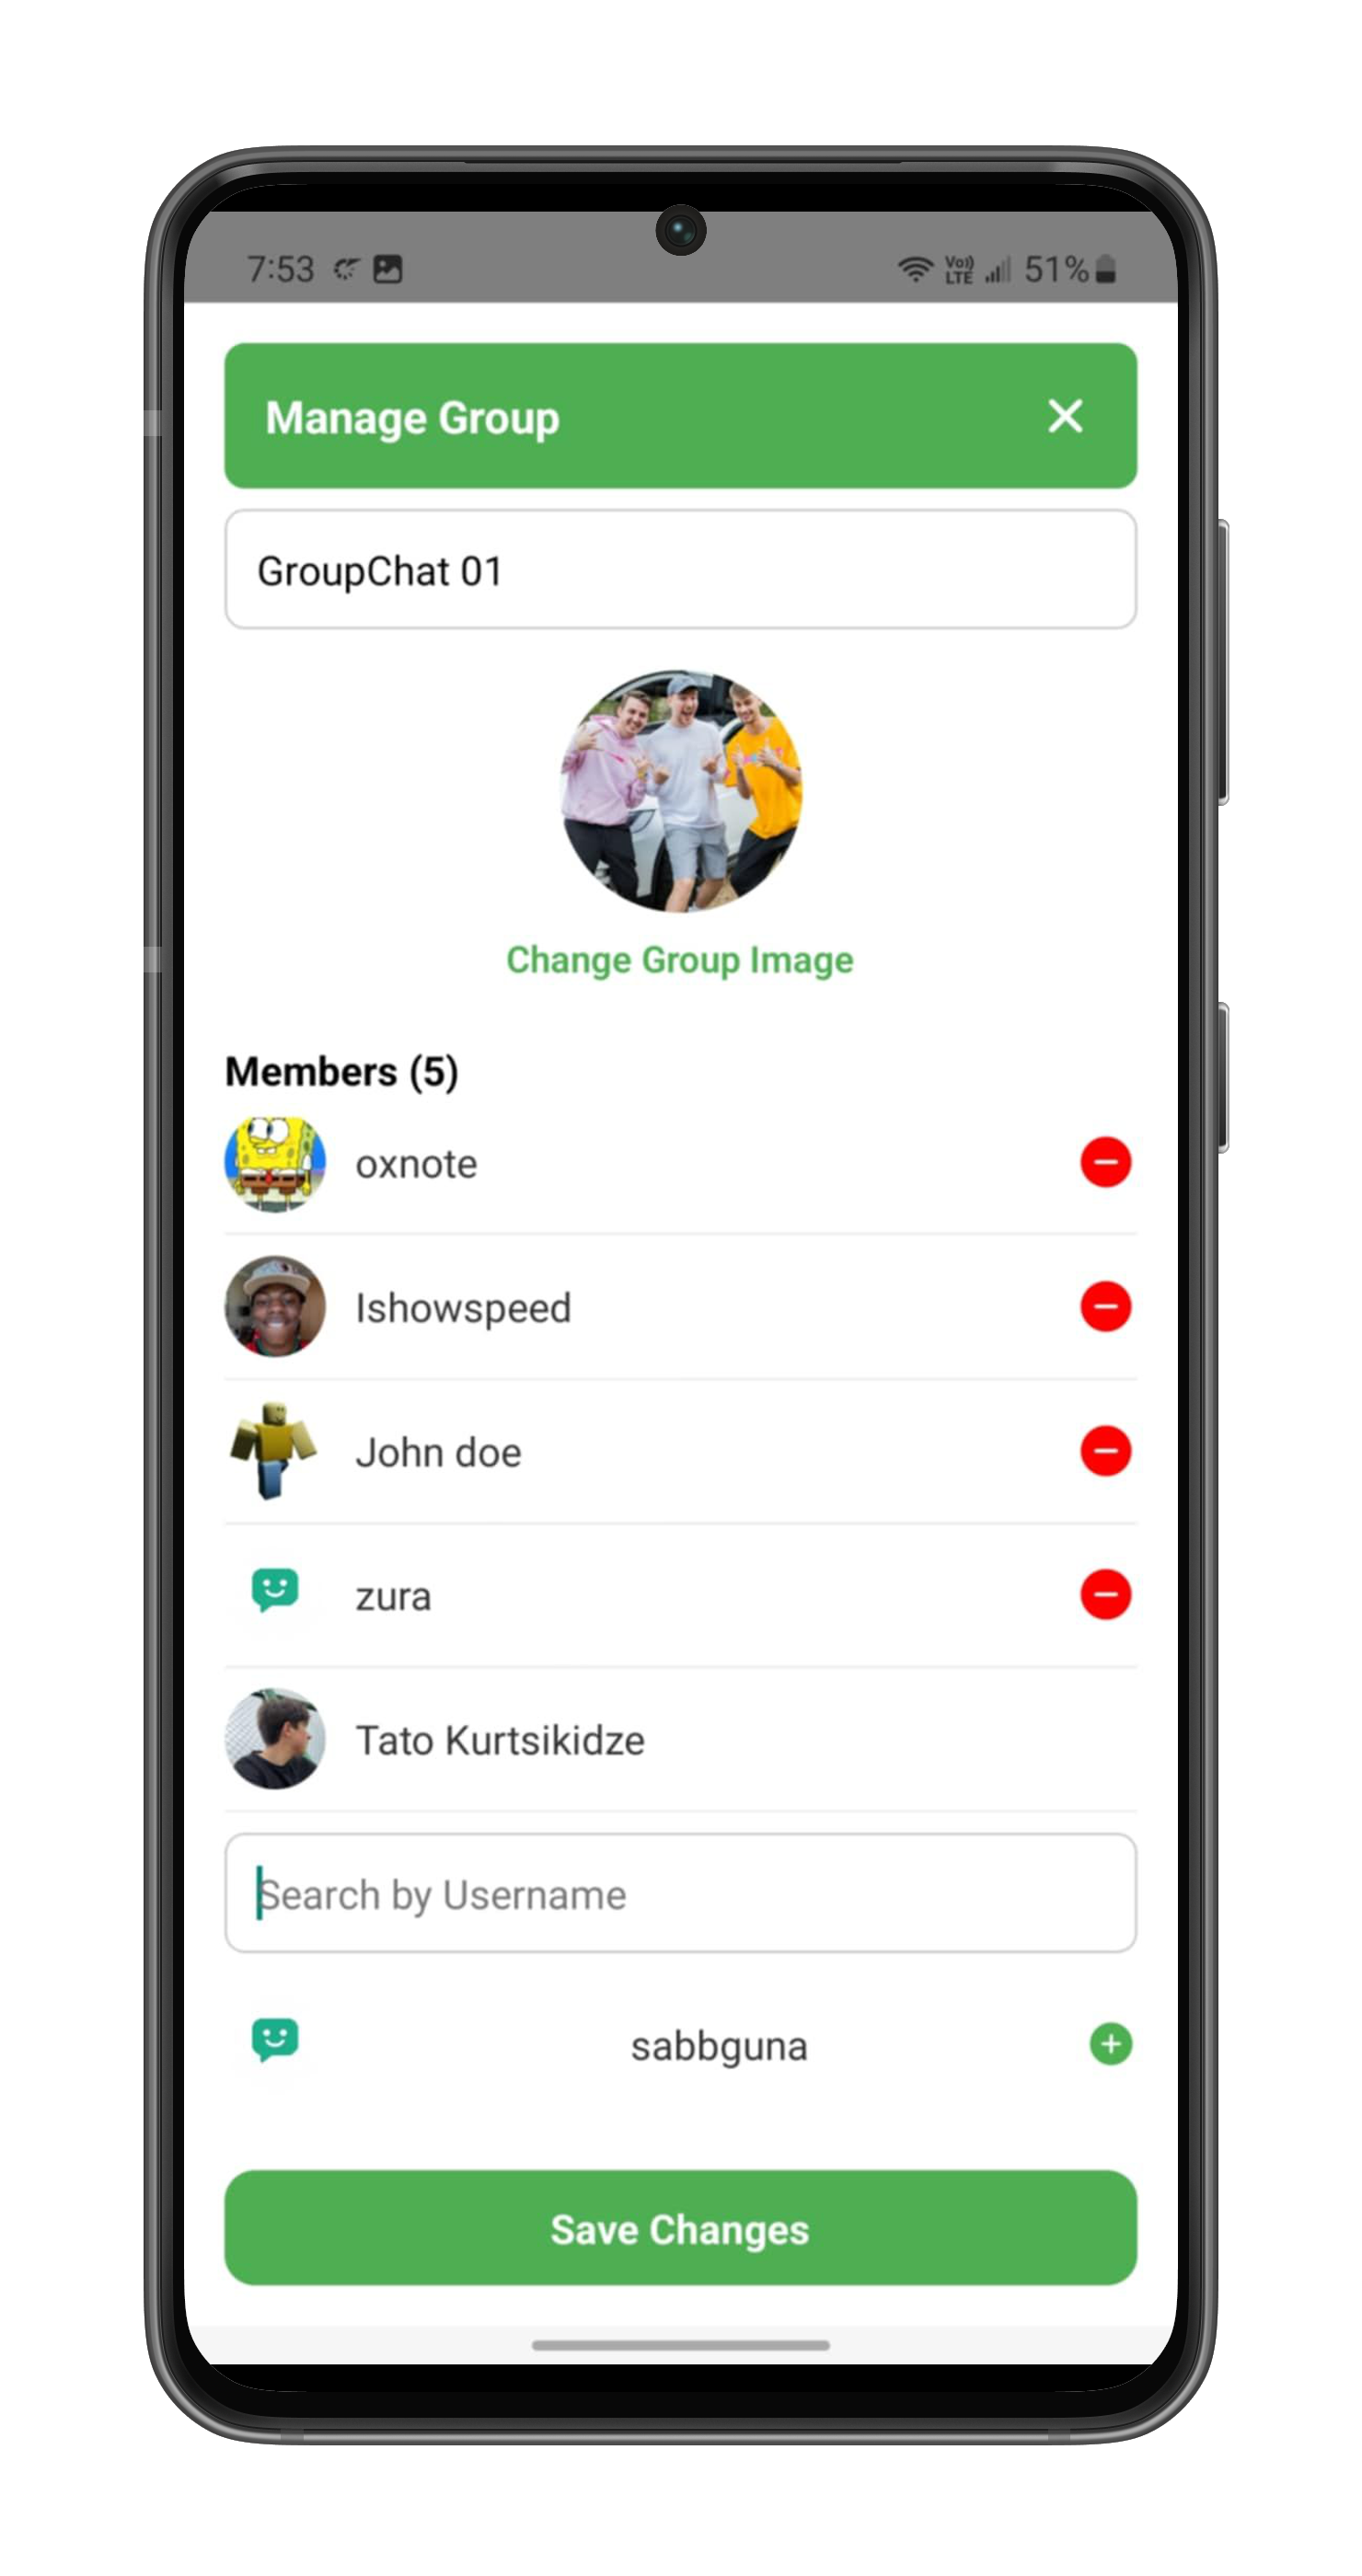 7:53 Vo)) LTE 51%
Manage Group
GroupChat 01
Change Group Image
Members (5)
oxnote
Ishowspeed
John doe
zura
Tato Kurtsikidze
Search by Username
sabbguna
Save Changes